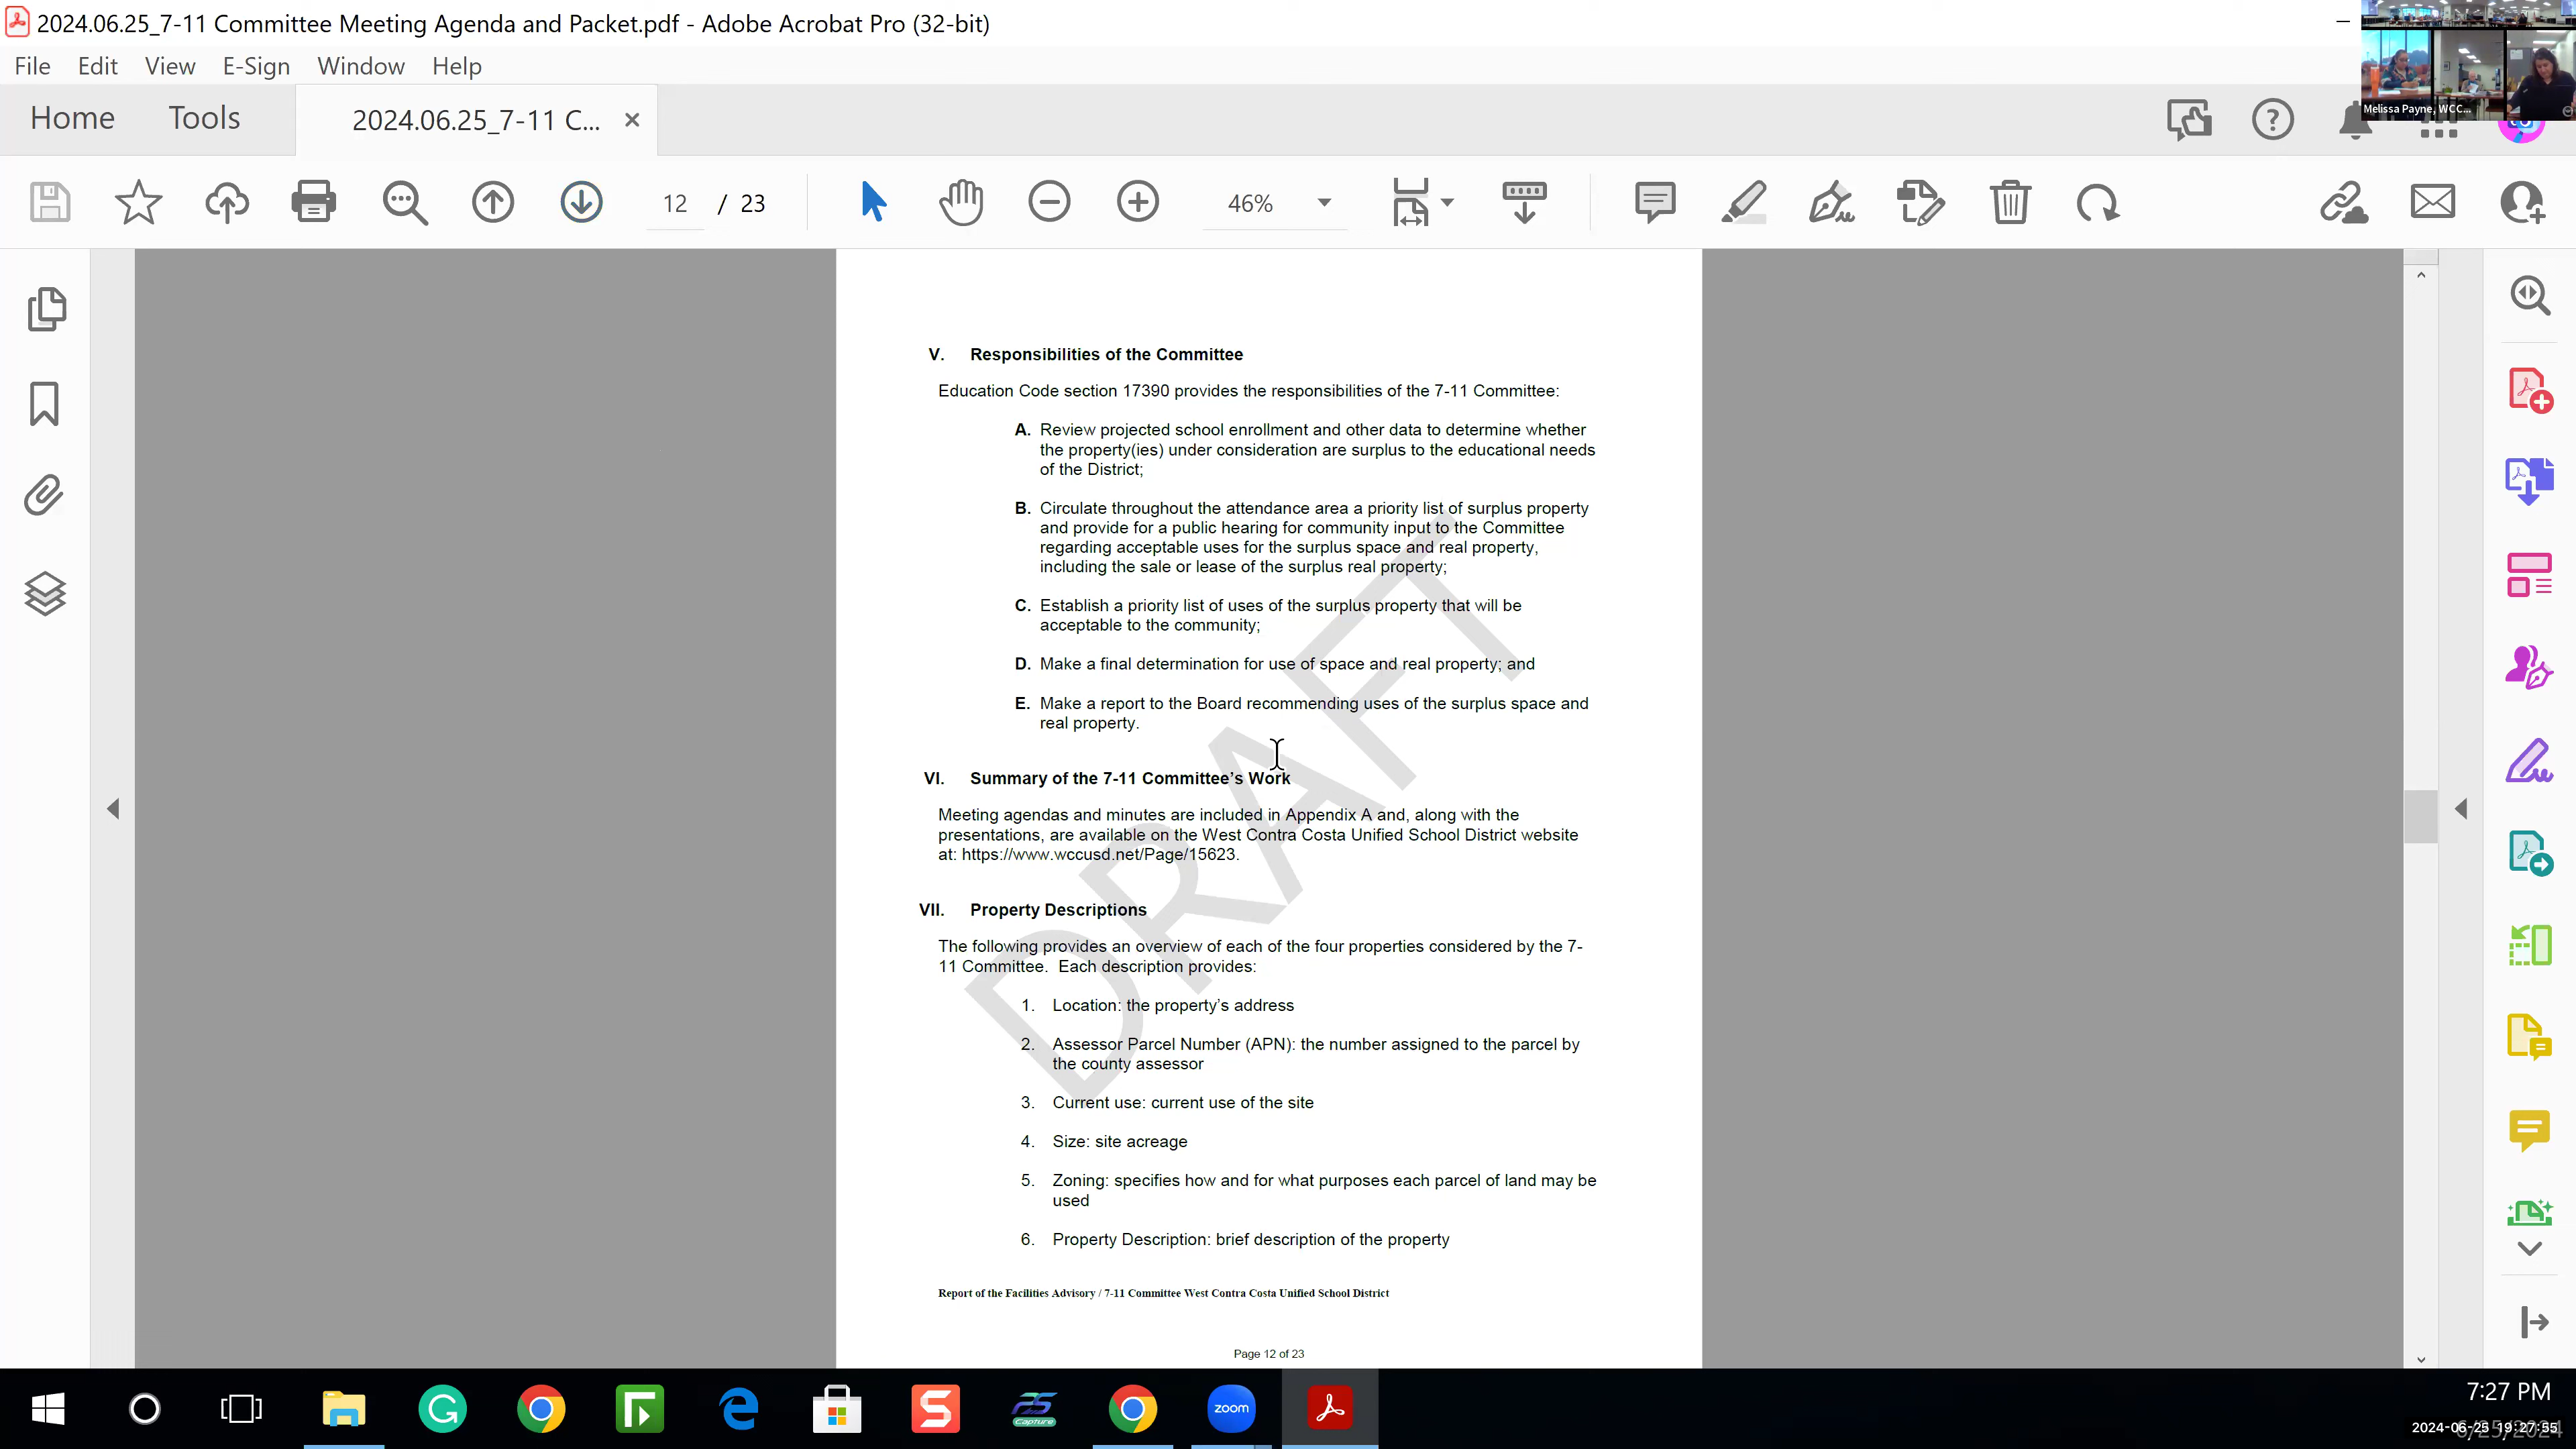 2024.06.25_7-11 Committee Meeting Agenda and Packet.pdf - Adobe Acrobat Pro (32-bit)
File Edit View E-Sign Window Help
Home Tools 2024.06.25_7-11 C...
Melissa Payne, WCC...
12 / 23 46%
V. Responsibilities of the Committee
Education Code section 17390 provides the responsibilities of the 7-11 Committee:
A. Review projected school enrollment and other data to determine whether
the property(ies) under consideration are surplus to the educational needs
of the District;
B. Circulate throughout the attendance area a priority list of surplus property
and provide for a public hearing for community input to the Committee
regarding acceptable uses for the surplus space and real property,
including the sale or lease of the surplus real property;
C. Establish a priority list of uses of the surplus property that will be
acceptable to the community;
D. Make a final determination for use of space and real property; and
E. Make a report to the Board recommending uses of the surplus space and
real property.
VI. Summary of the 7-11 Committee's Work
Meeting agendas and minutes are included in Appendix A and, along with the
presentations, are available on the West Contra Costa Unified School District website
at: https://www.wccusd.net/Page/15623.
VII. Property Descriptions
The following provides an overview of each of the four properties considered by the 7-
11 Committee. Each description provides:
1. Location: the property's address
2. Assessor Parcel Number (APN): the number assigned to the parcel by
the county assessor
3. Current use: current use of the site
4. Size: site acreage
5. Zoning: specifies how and for what purposes each parcel of land may be
used
6. Property Description: brief description of the property
DRAFT
Report of the Facilities Advisory / 7-11 Committee West Contra Costa Unified School District
Page 12 of 23
Capture
zoom
7:27 PM
6/25/2024
2024-06-25 19:27:55